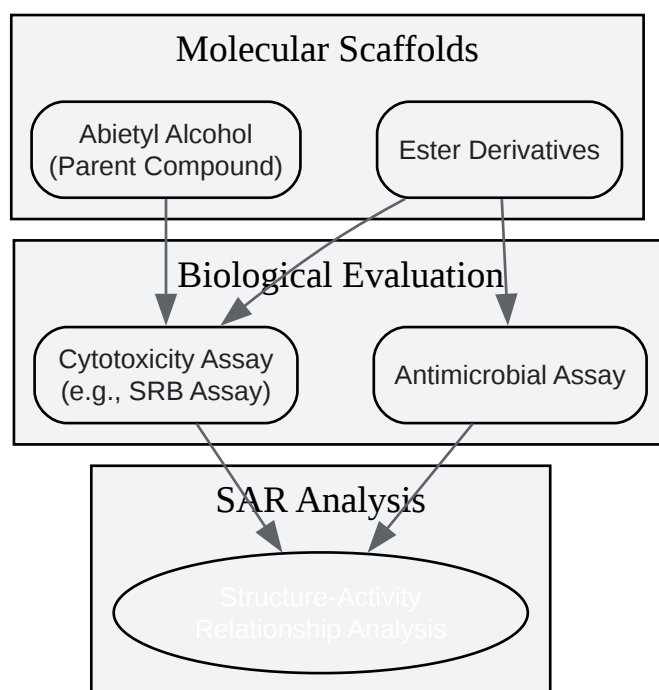 Molecular Scaffolds
Abietyl Alcohol
(Parent Compound)
Ester Derivatives
Biological Evaluation
Cytotoxicity Assay
(e.g., SRB Assay)
Antimicrobial Assay
SAR Analysis
Structure-Activity
Relationship Analysis